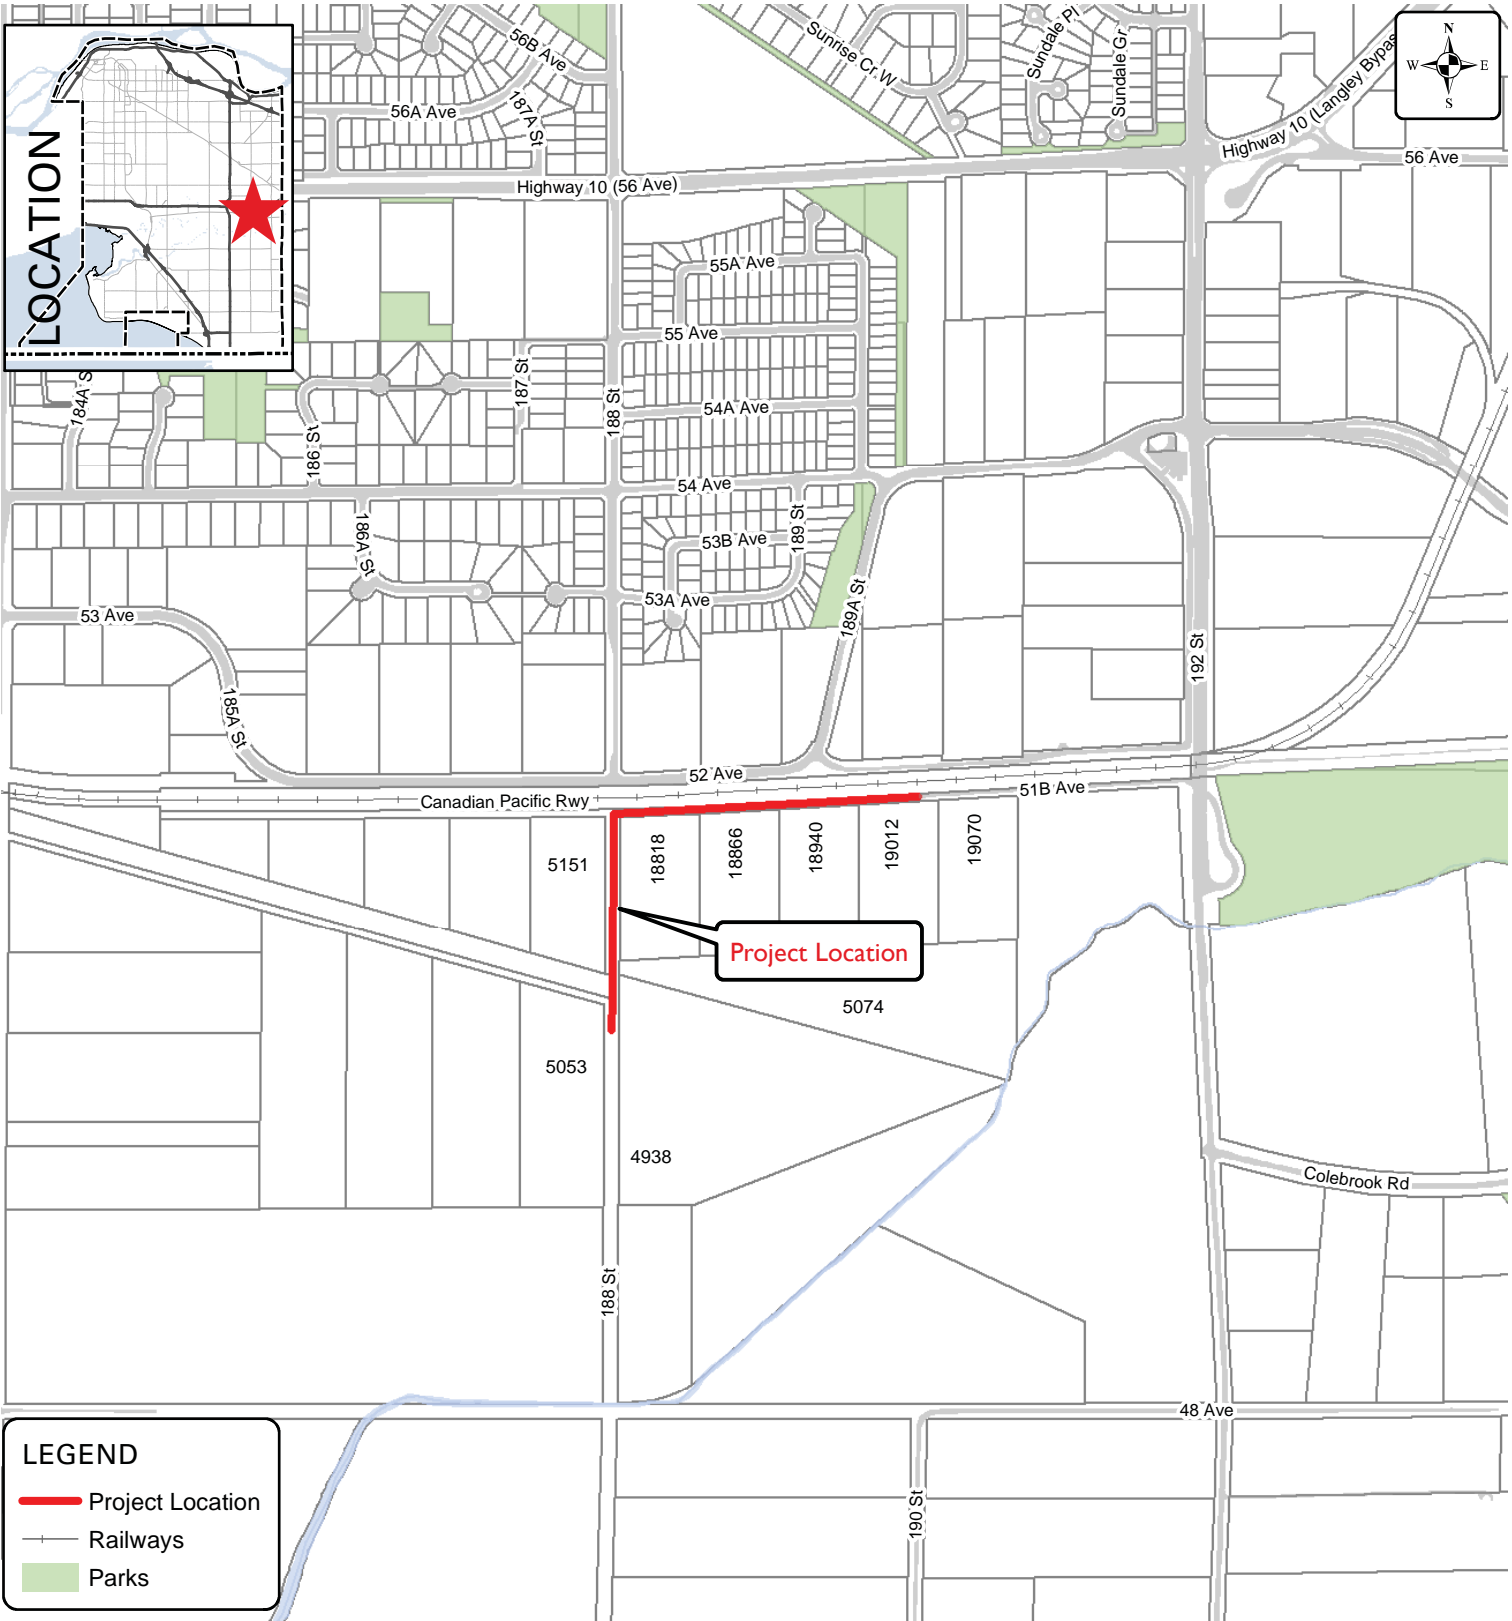 LOCATION
N
W E
S
56B Ave
56A Ave
187A St
Sunrise Cr. W
Sundale Pl
Sundale Gr
Highway 10 (Langley Bypas
56 Ave
Highway 10 (56 Ave)
55A Ave
55 Ave
184A S
187 St
188 St
54A Ave
186 St
54 Ave
186A St
189 St
53B Ave
53A Ave
189A St
53 Ave
192 St
185A St
52 Ave
Canadian Pacific Rwy
51B Ave
5151
18818
18866
18940
19012
19070
Project Location
5074
5053
4938
Colebrook Rd
188 St
48 Ave
190 St
LEGEND
Project Location
Railways
Parks